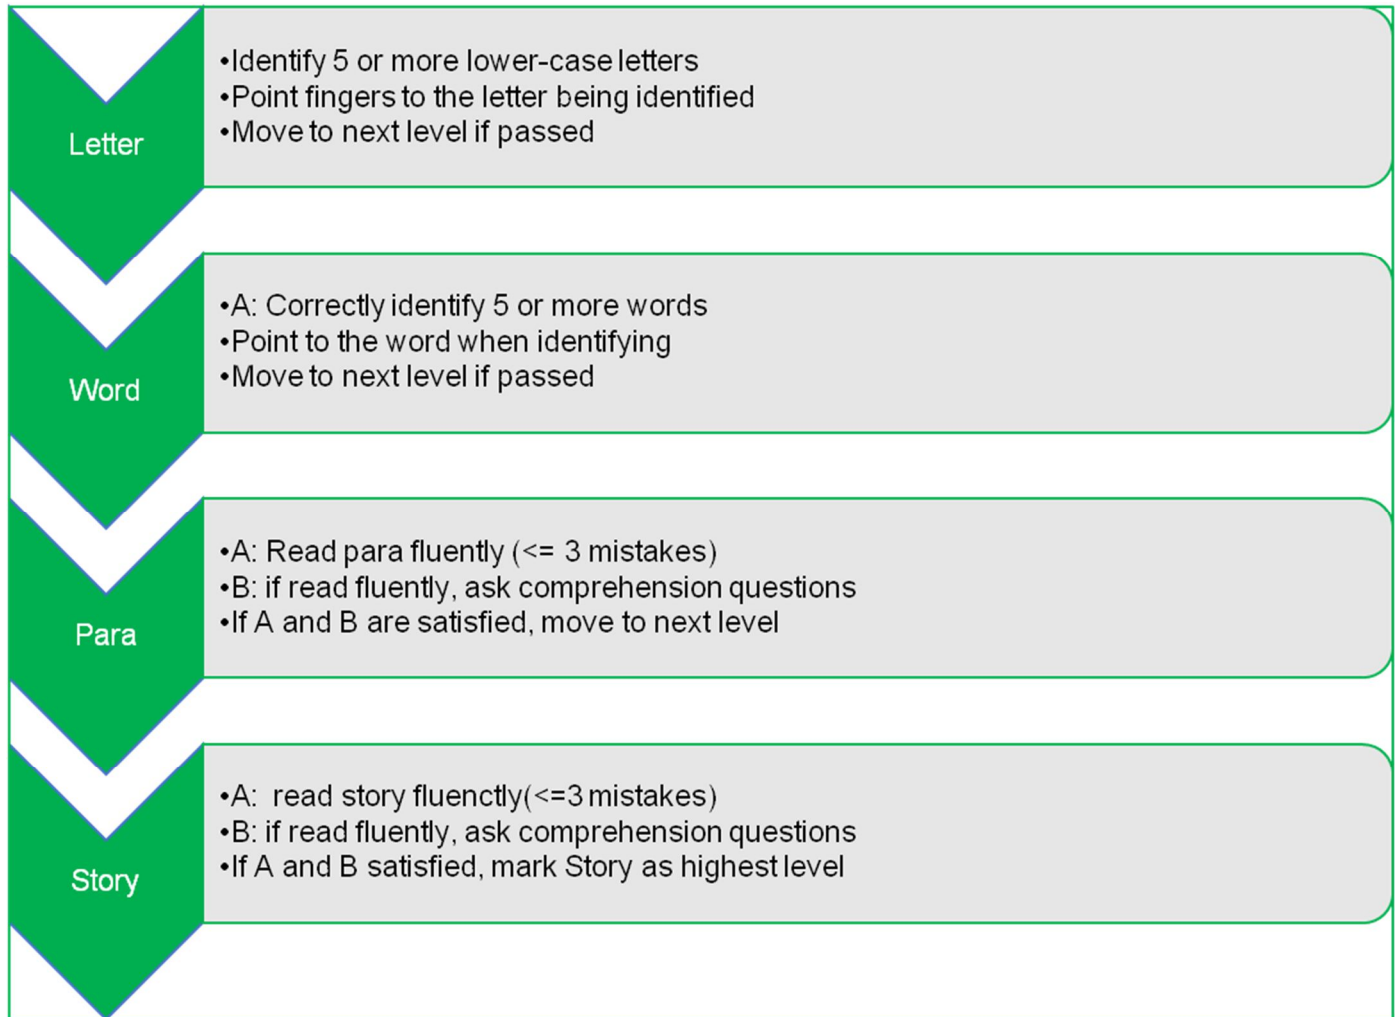 Letter
•Identify 5 or more lower-case letters
•Point fingers to the letter being identified
•Move to next level if passed
Word
•A: Correctly identify 5 or more words
•Point to the word when identifying
•Move to next level if passed
Para
•A: Read para fluently (<= 3 mistakes)
•B: if read fluently, ask comprehension questions
•If A and B are satisfied, move to next level
Story
•A:  read story fluenctly(<=3 mistakes)
•B: if read fluently, ask comprehension questions
•If A and B satisfied, mark Story as highest level